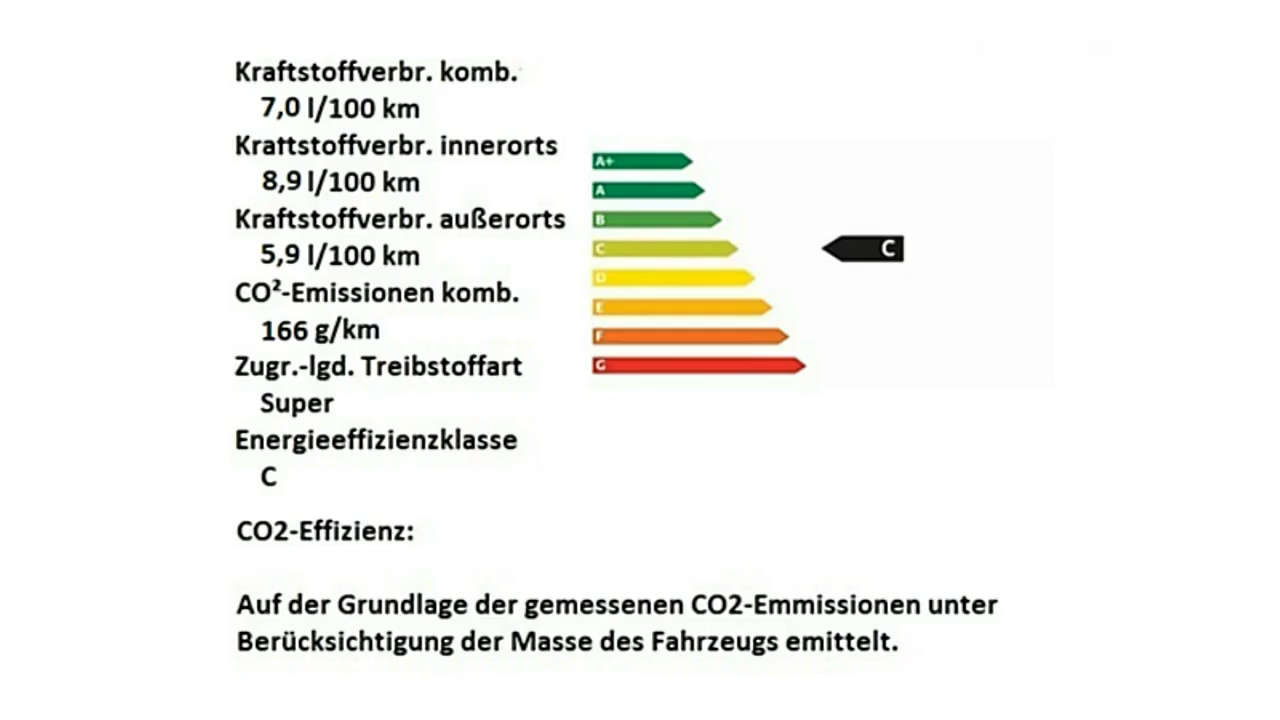 Kraftstoffverbr. komb.
7,0 l/100 km
Krattstoffverbr. innerorts
8,9 l/100 km
Kraftstoffverbr. außerorts
5,9 l/100 km
CO²-Emissionen komb.
166 g/km
Zugr.-lgd. Treibstoffart
Super
Energieeffizienzklasse
C
A+
A
B
C
D
E
F
G
C
CO2-Effizienz:
Auf der Grundlage der gemessenen CO2-Emmissionen unter
Berücksichtigung der Masse des Fahrzeugs emittelt.